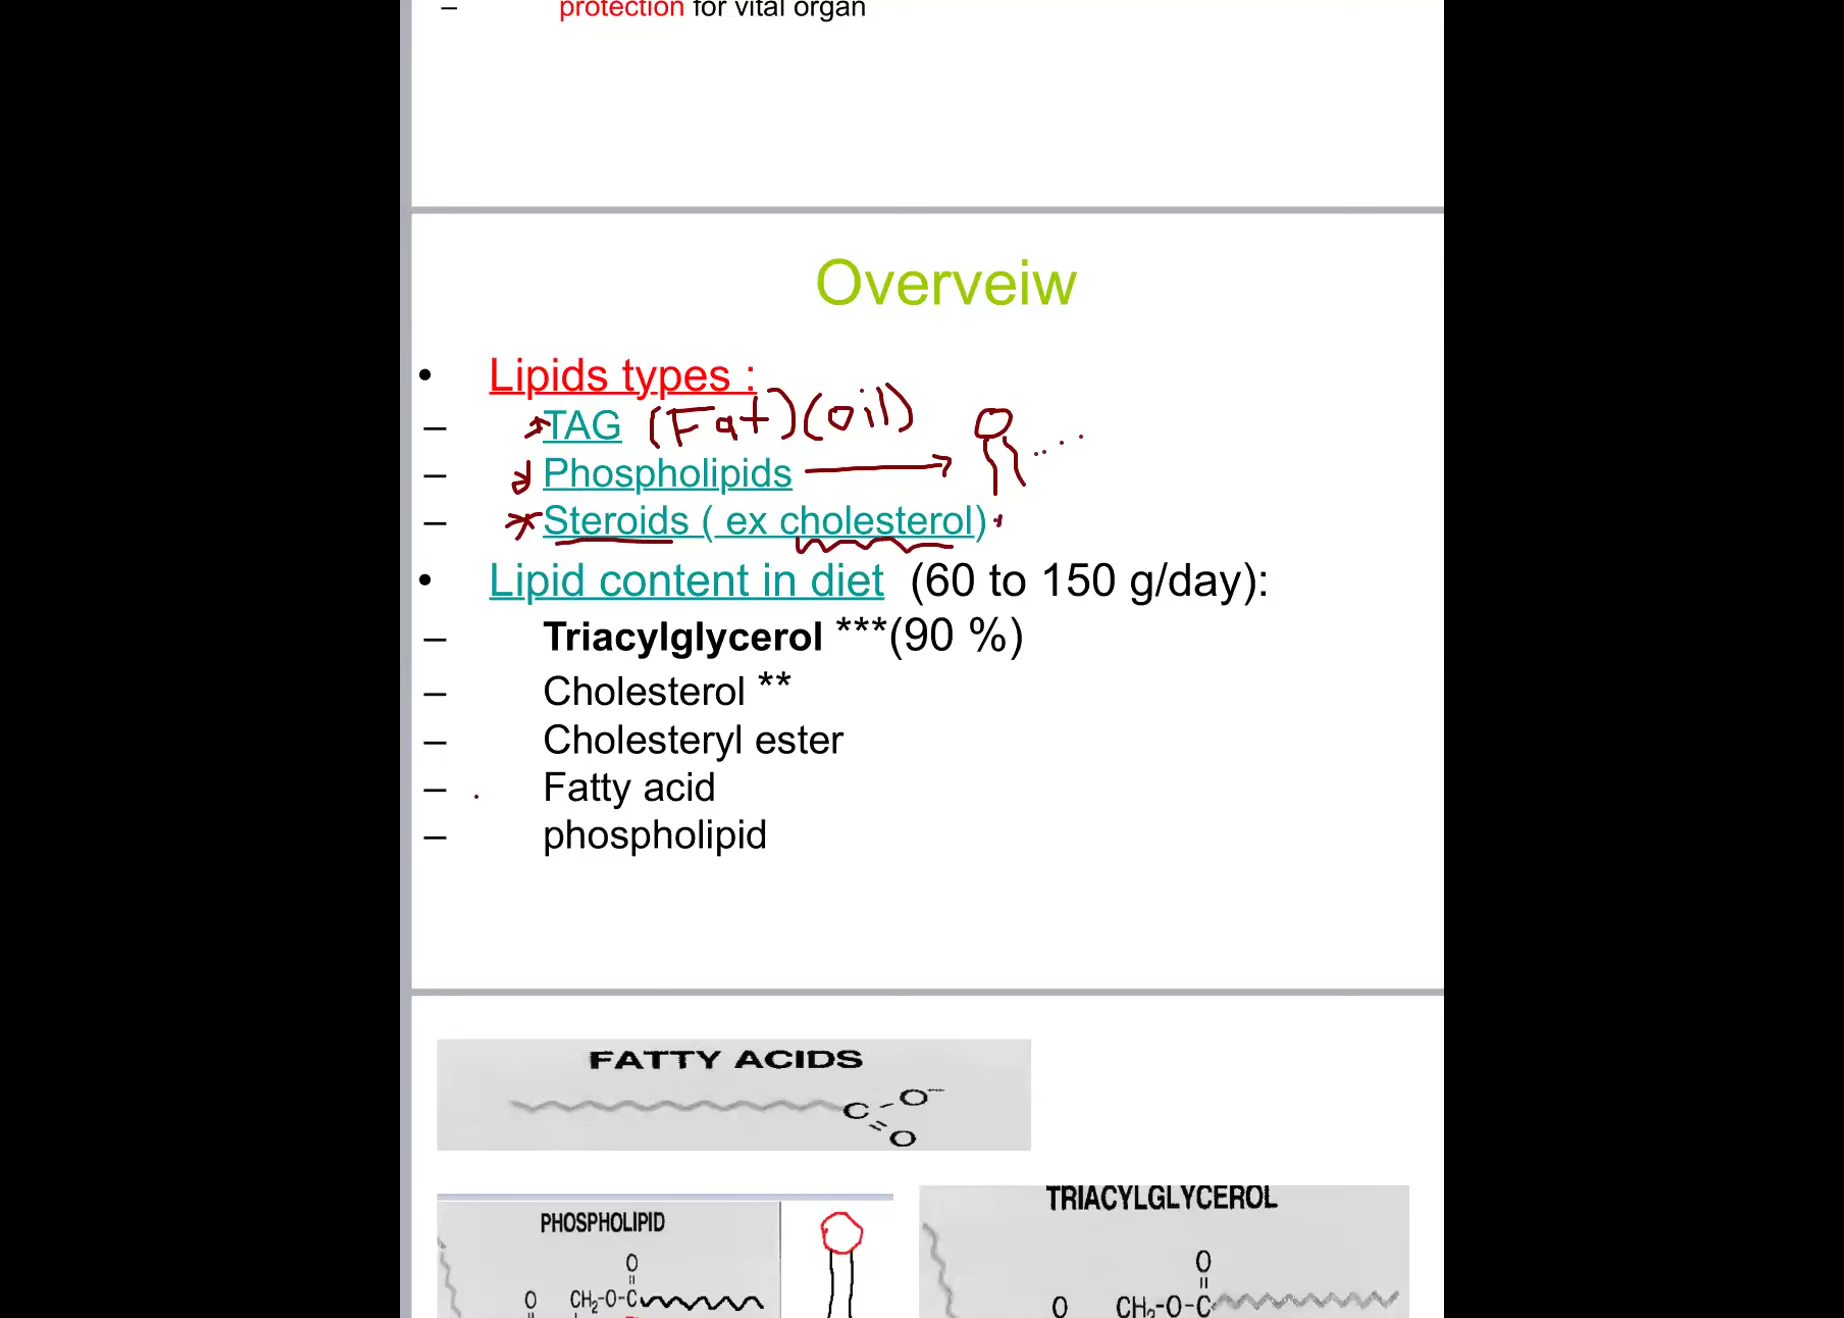 – protection for vital organ
Overveiw
• Lipids types :
– TAG (Fat) (oil)
– Phospholipids
– Steroids ( ex cholesterol)
• Lipid content in diet (60 to 150 g/day):
– Triacylglycerol ***(90 %)
– Cholesterol **
– Cholesteryl ester
– Fatty acid
– phospholipid
FATTY ACIDS
C - O⁻
= O
PHOSPHOLIPID
O
O CH₂-O-C
TRIACYLGLYCEROL
O
O CH₂-O-C